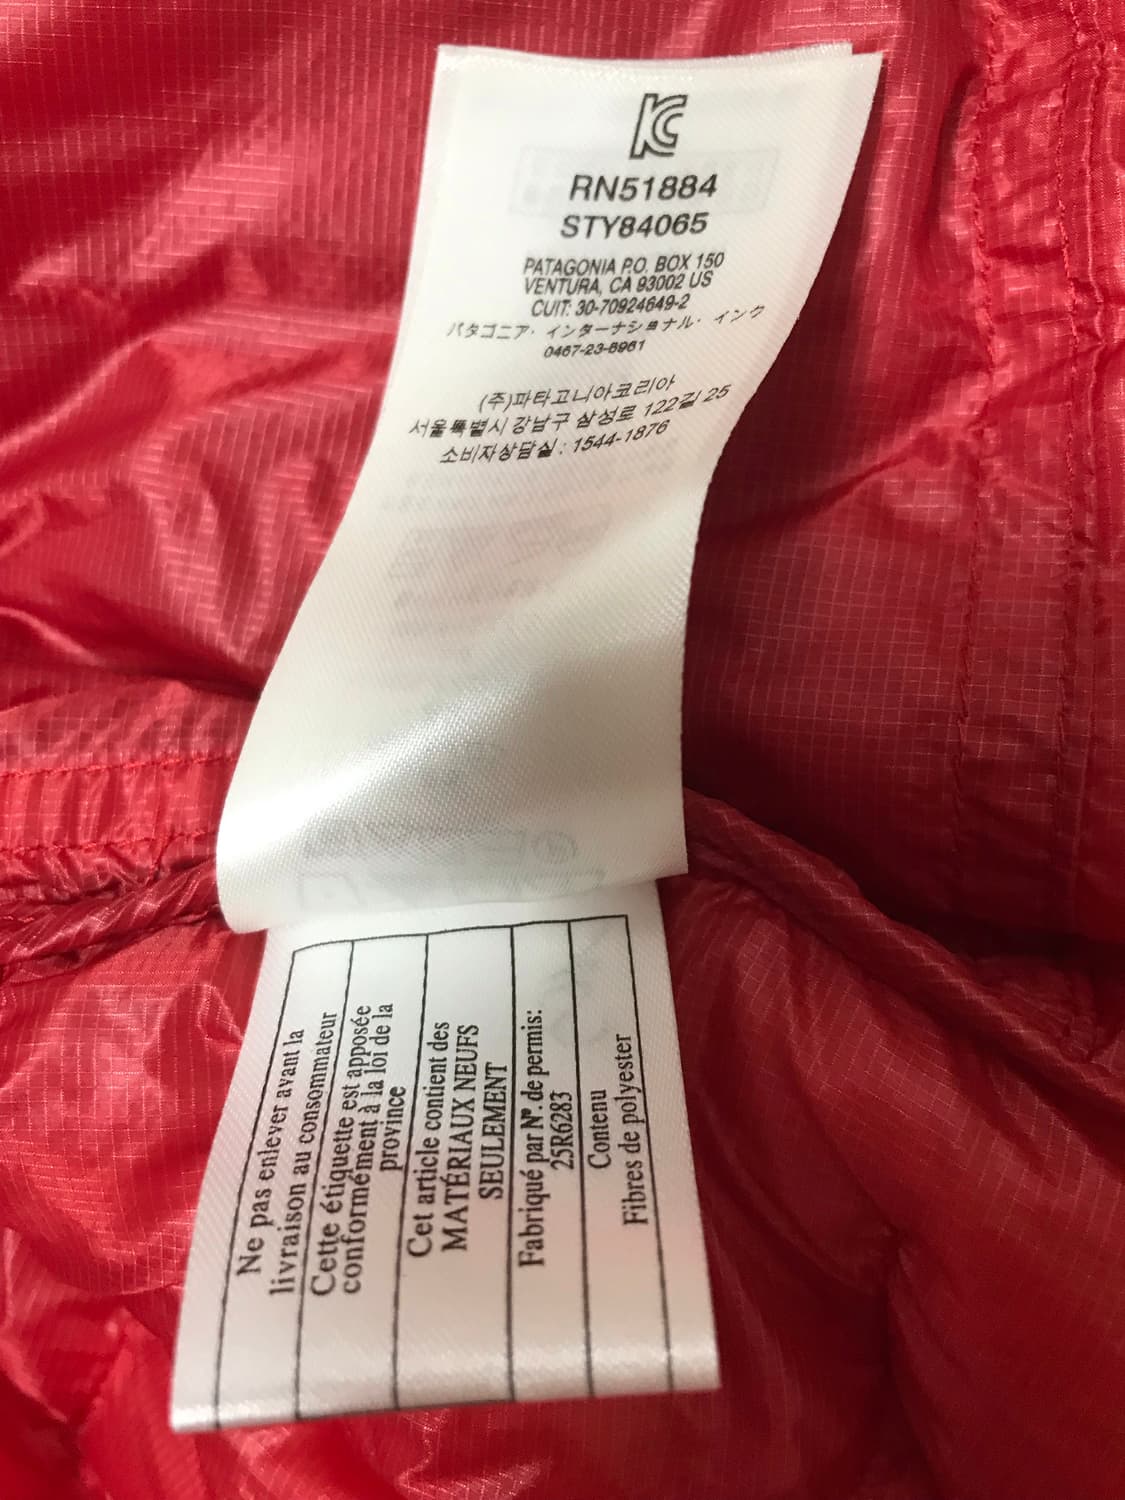 KC
RN51884
STY84065
PATAGONIA P.O. BOX 150
VENTURA, CA 93002 US
CUIT: 30-70924649-2
パタゴニア・インターナショナル・インク
0467-23-8961
(주)파타고니아코리아
서울특별시 강남구 삼성로 122길 25
소비자상담실 : 1544-1876
Ne pas enlever avant la
livraison au consommateur
Cette étiquette est apposée
conformément à la loi de la
province
Cet article contient des
MATÉRIAUX NEUFS
SEULEMENT
Fabriqué par Nº. de permis:
25R6283
Contenu
Fibres de polyester